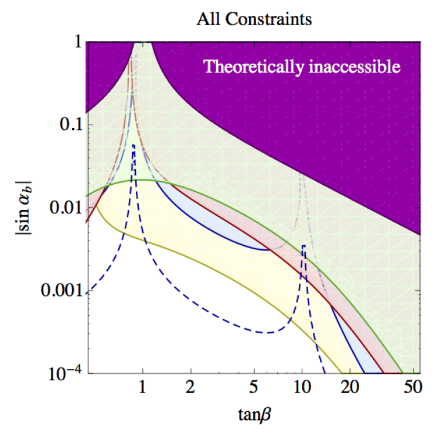 All Constraints
Theoretically inaccessible
|sin α_b|
1
0.1
0.01
0.001
10⁻⁴
1 2 5 10 20 50
tanβ